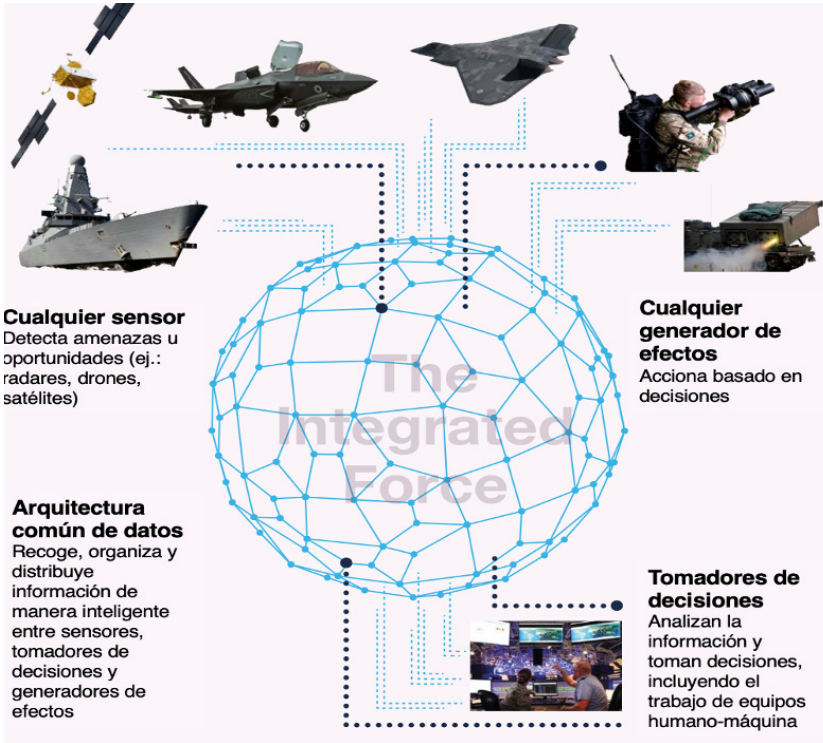 Cualquier sensor
Detecta amenazas u
oportunidades (ej.:
radares, drones,
satélites)
Cualquier
generador de
efectos
Acciona basado en
decisiones
The
Integrated
Force
Arquitectura
común de datos
Recoge, organiza y
distribuye
información de
manera inteligente
entre sensores,
tomadores de
decisiones y
generadores de
efectos
Tomadores de
decisiones
Analizan la
información y
toman decisiones,
incluyendo el
trabajo de equipos
humano-máquina